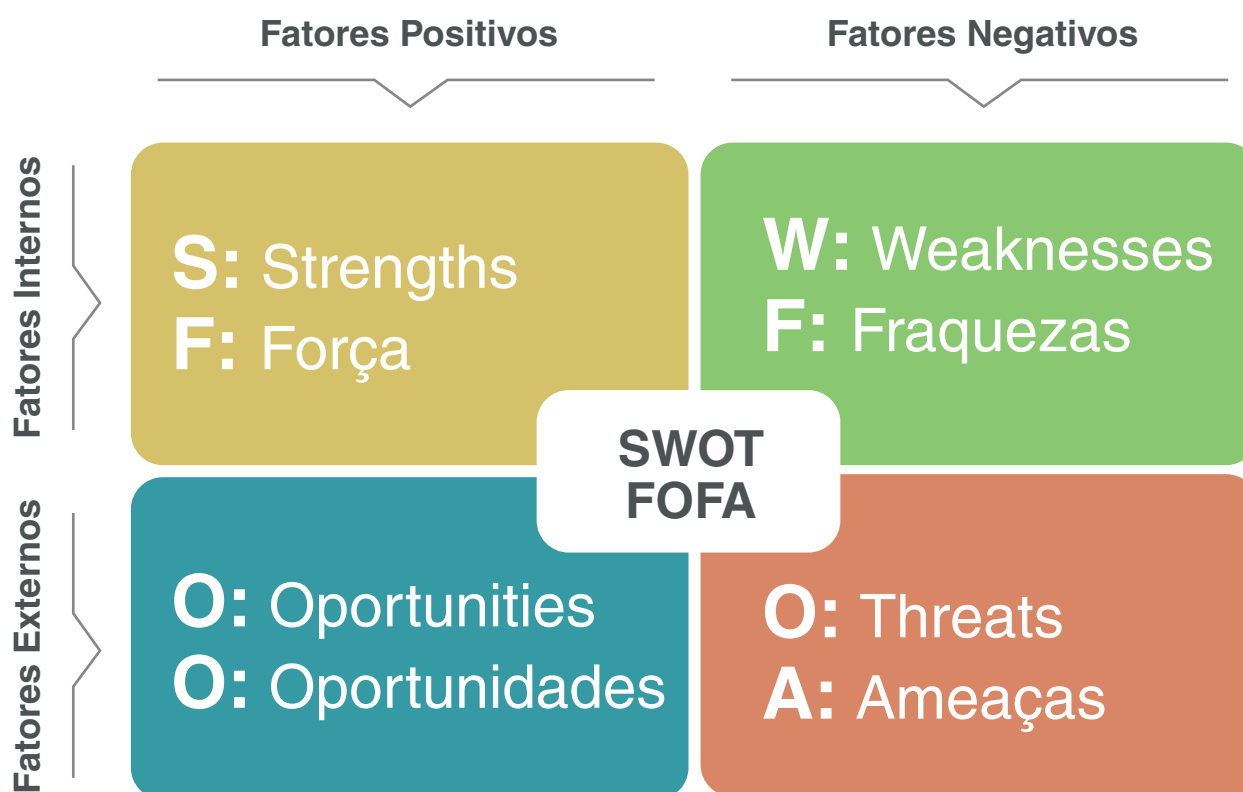 Fatores Positivos
Fatores Negativos
Fatores Internos
S: Strengths
F: Força
W: Weaknesses
F: Fraquezas
SWOT
FOFA
Fatores Externos
O: Oportunities
O: Oportunidades
O: Threats
A: Ameaças